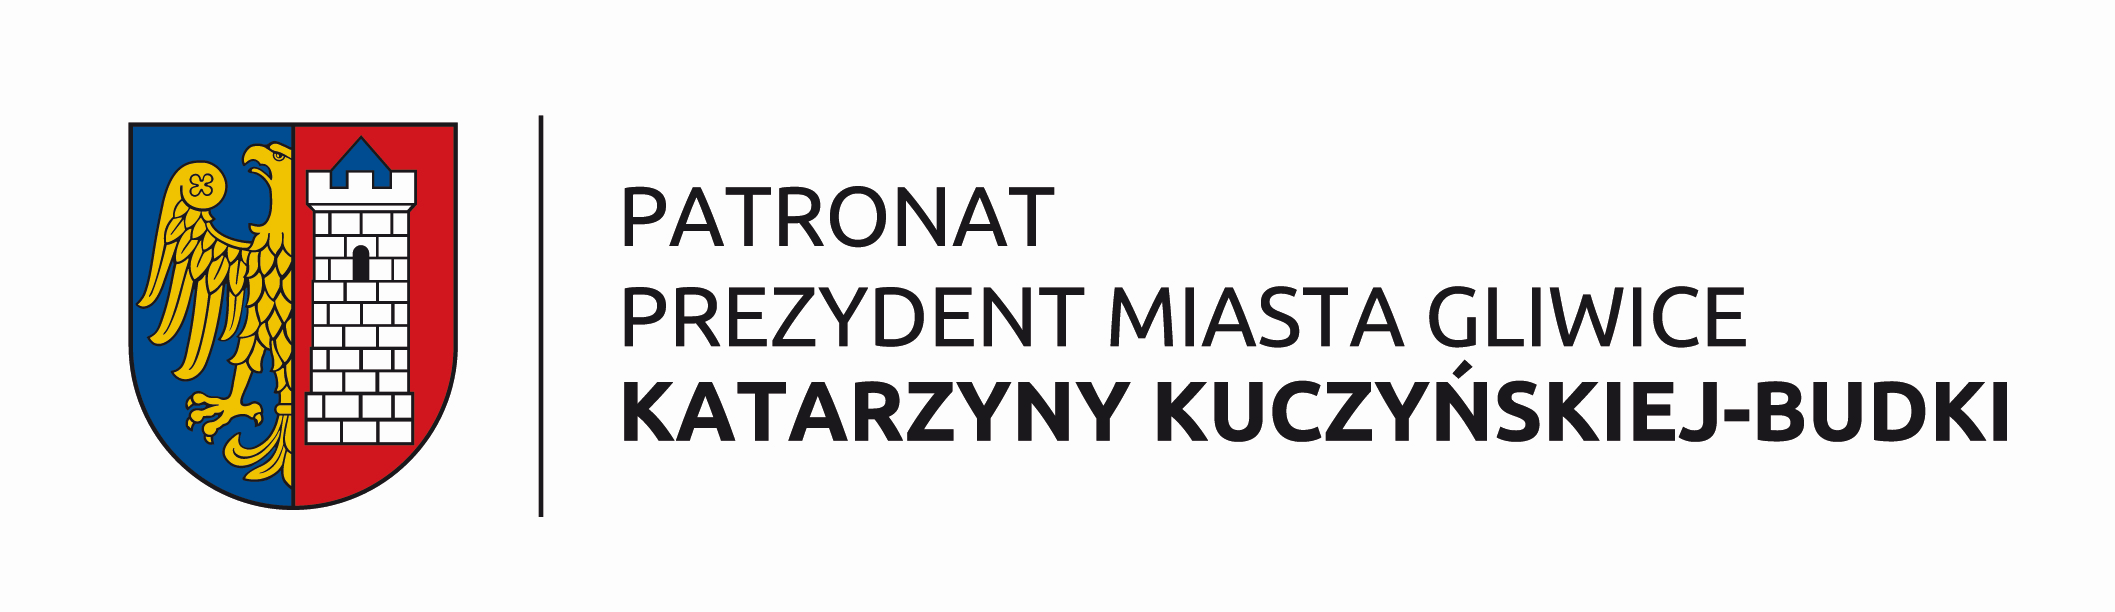 PATRONAT
PREZYDENT MIASTA GLIWICE
KATARZYNY KUCZYŃSKIEJ-BUDKI